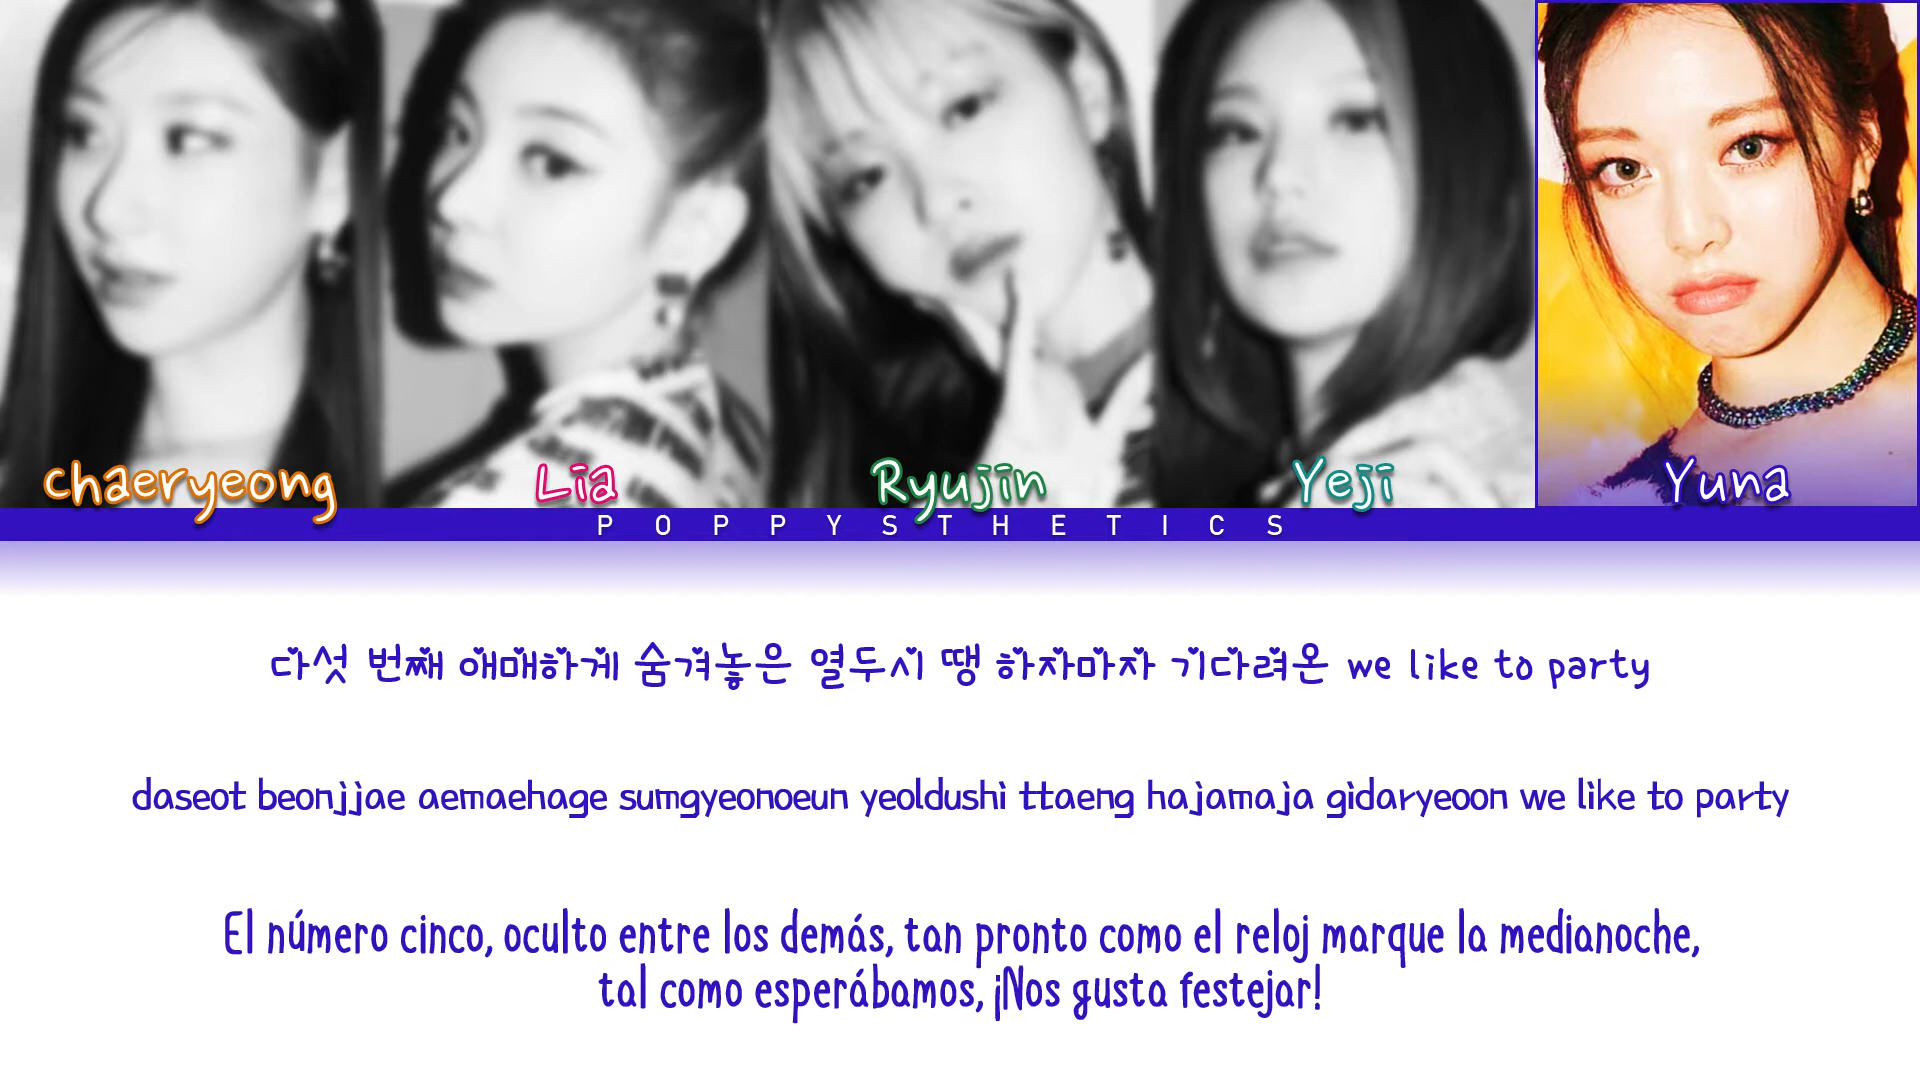 chaeryeong
Lia
Ryujin
Yeji
Yuna
POPPYSTHETICS
다섯 번째 애매하게 숨겨놓은 열두시 땡 하자마자 기다려온 we like to party
daseot beonjjae aemaehage sumgyeonoeun yeoldushi ttaeng hajamaja gidaryeoon we like to party
El número cinco, oculto entre los demás, tan pronto como el reloj marque la medianoche,
tal como esperábamos, ¡Nos gusta festejar!